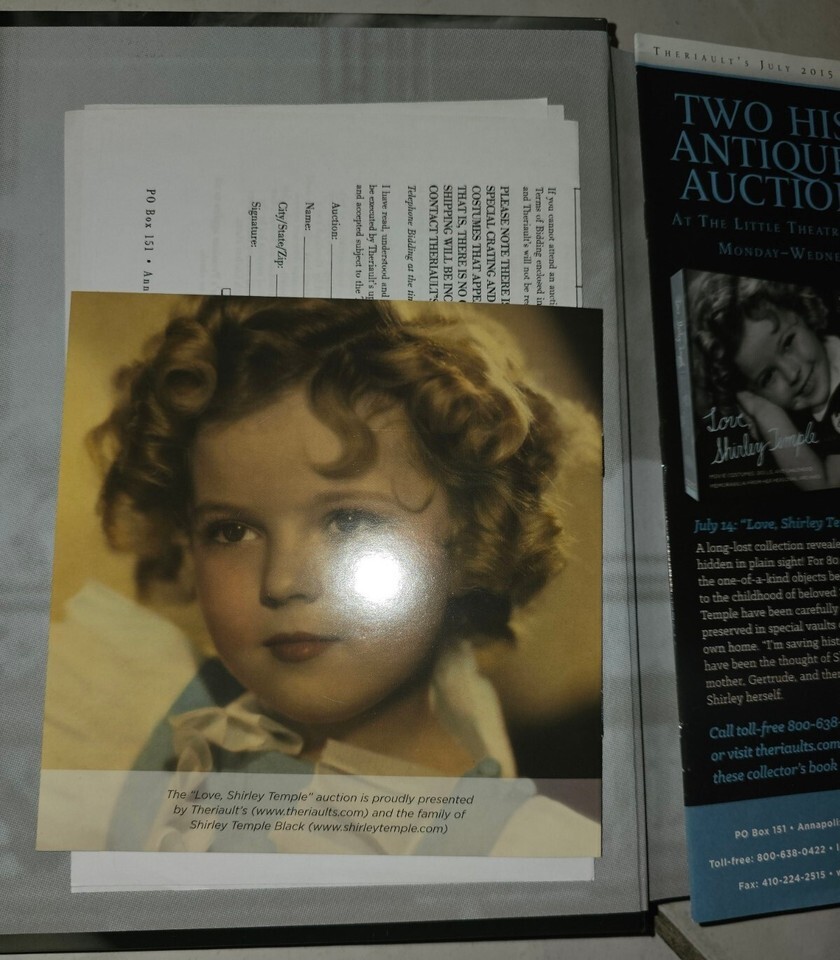 If you cannot attend an auction
Terms of Bidding enclosed in
and Theriault's will not be
PLEASE NOTE THERE IS
SPECIAL CRATING AND
COSTUMES THAT APPE
THAT IS, THERE IS NO
SHIPPING WILL BE INC
CONTACT THERIAULT'S
Telephone Bidding at the
I have read, understood and
be executed by Theriault's
and accepted subject to the
Auction:
Name:
City/State/Zip:
Signature:
PO Box 151 • Ann
The "Love, Shirley Temple" auction is proudly presented
by Theriault's (www.theriaults.com) and the family of
Shirley Temple Black (www.shirleytemple.com)
THERIAULT'S JULY 2015
TWO HIS
ANTIQUE
AUCTIO
AT THE LITTLE THEATR
MONDAY–WEDNE
Love,
Shirley Temple
July 14: "Love, Shirley Te
A long-lost collection reveale
hidden in plain sight! For 80
the one-of-a-kind objects be
to the childhood of beloved
Temple have been carefully
preserved in special vaults
own home. "I'm saving hist
have been the thought of S
mother, Gertrude, and then
Shirley herself.
Call toll-free 800-638-
or visit theriaults.com
these collector's book
PO Box 151 • Annapoli
Toll-free: 800-638-0422 •
Fax: 410-224-2515 •